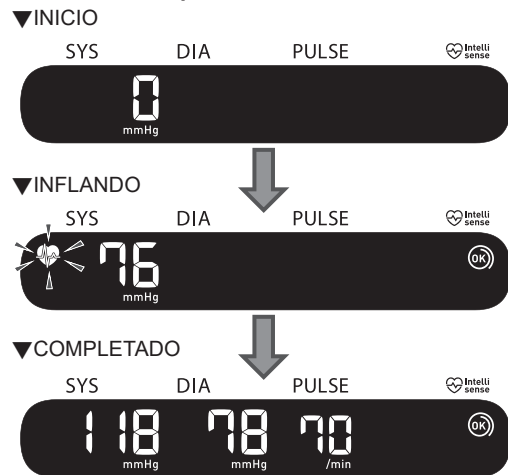 ▼INICIO
SYS DIA PULSE Intelli sense
0
mmHg
▼INFLANDO
SYS DIA PULSE Intelli sense
76 OK
mmHg
▼COMPLETADO
SYS DIA PULSE Intelli sense
118 78 70 OK
mmHg mmHg /min